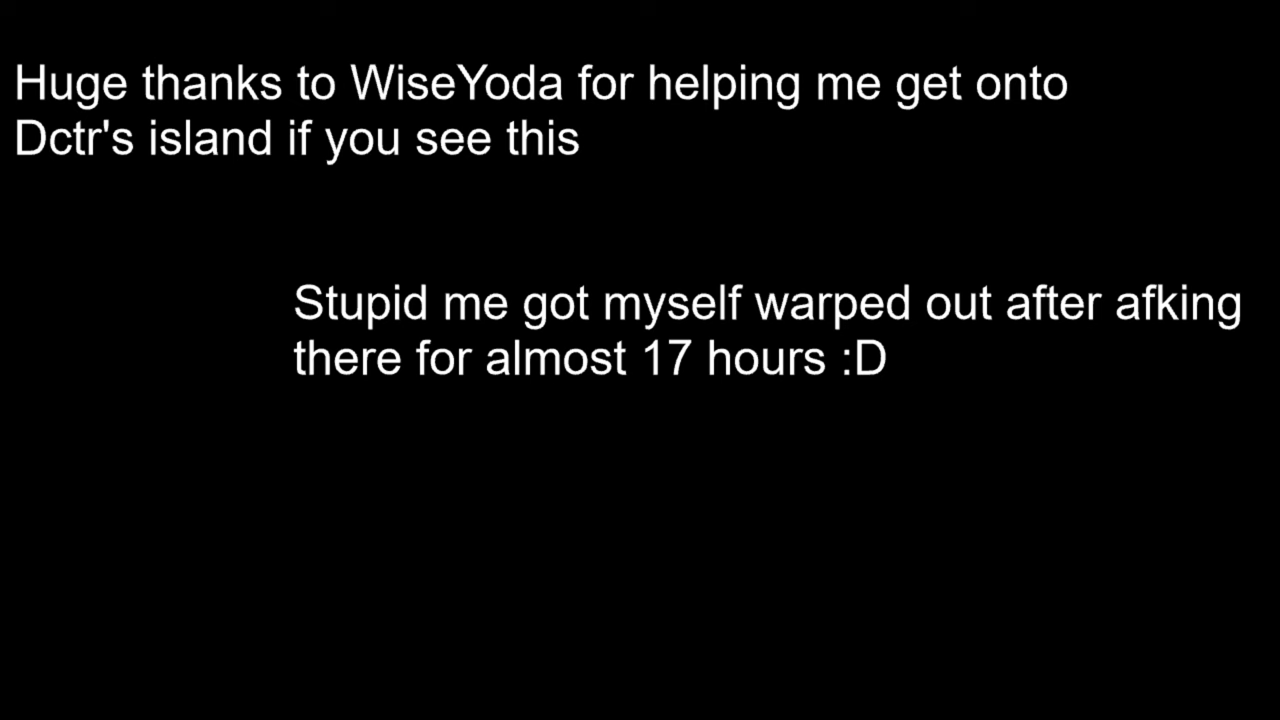 Huge thanks to WiseYoda for helping me get onto
Dctr's island if you see this
Stupid me got myself warped out after afking
there for almost 17 hours :D